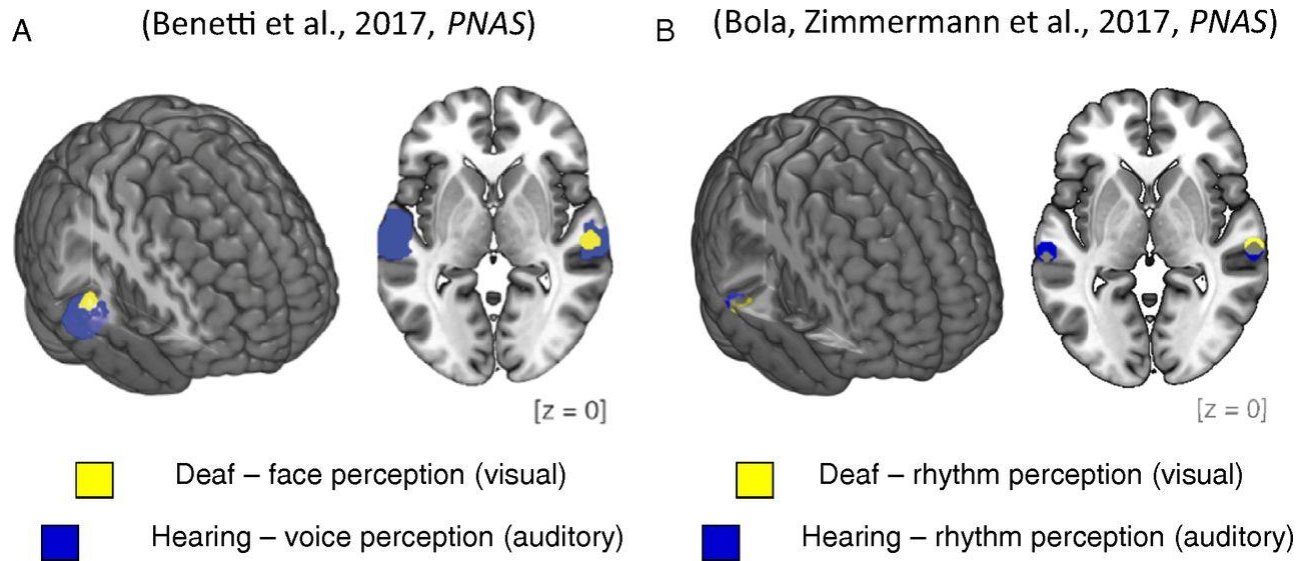 A (Benetti et al., 2017, PNAS)
B (Bola, Zimmermann et al., 2017, PNAS)
[z = 0]
[z = 0]
Deaf – face perception (visual)
Hearing – voice perception (auditory)
Deaf – rhythm perception (visual)
Hearing – rhythm perception (auditory)